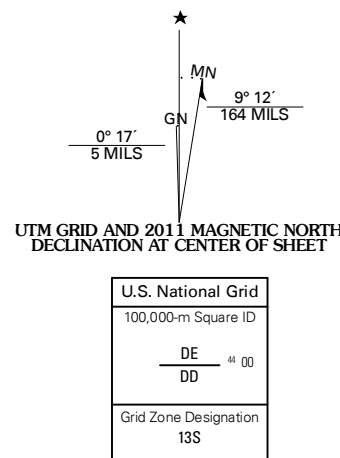 ★
MN
GN
9° 12´
164 MILS
0° 17´
5 MILS
UTM GRID AND 2011 MAGNETIC NORTH
DECLINATION AT CENTER OF SHEET
U.S. National Grid
100,000-m Square ID
DE
DD
44 00
Grid Zone Designation
13S